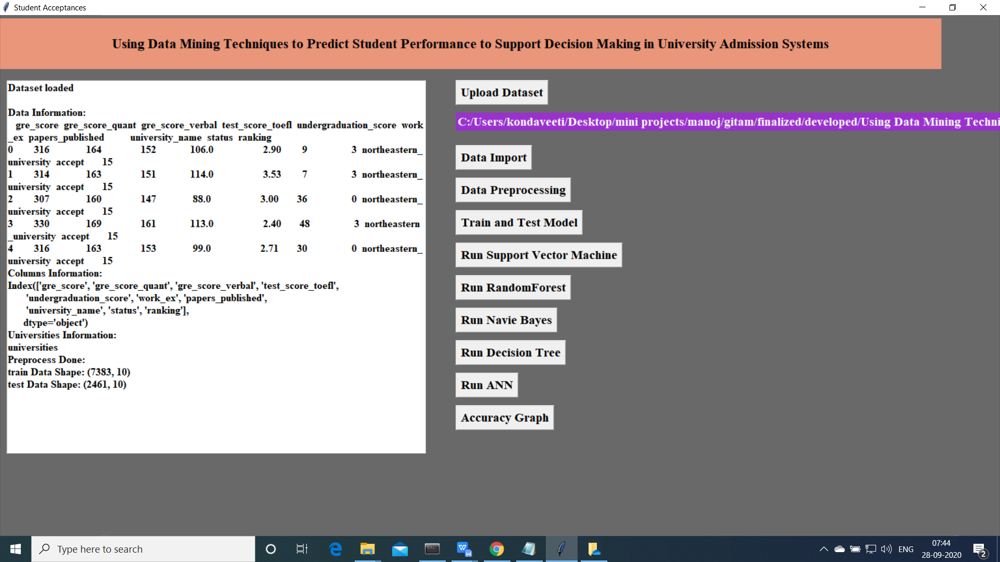 Student Acceptances
Using Data Mining Techniques to Predict Student Performance to Support Decision Making in University Admission Systems
Dataset loaded
Data Information:
gre_score gre_score_quant gre_score_verbal test_score_toefl undergraduation_score work
_ex papers_published university_name status ranking
0 316 164 152 106.0 2.90 9 3 northeastern_
university accept 15
1 314 163 151 114.0 3.53 7 3 northeastern_
university accept 15
2 307 160 147 88.0 3.00 36 0 northeastern_
university accept 15
3 330 169 161 113.0 2.40 48 3 northeastern
_university accept 15
4 316 163 153 99.0 2.71 30 0 northeastern_
university accept 15
Columns Information:
Index(['gre_score', 'gre_score_quant', 'gre_score_verbal', 'test_score_toefl',
'undergraduation_score', 'work_ex', 'papers_published',
'university_name', 'status', 'ranking'],
dtype='object')
Universities Information:
universities
Preprocess Done:
train Data Shape: (7383, 10)
test Data Shape: (2461, 10)
Upload Dataset
C:/Users/kondaveeti/Desktop/mini projects/manoj/gitam/finalized/developed/Using Data Mining Techni
Data Import
Data Preprocessing
Train and Test Model
Run Support Vector Machine
Run RandomForest
Run Navie Bayes
Run Decision Tree
Run ANN
Accuracy Graph
Type here to search
ENG
07:44
28-09-2020
2